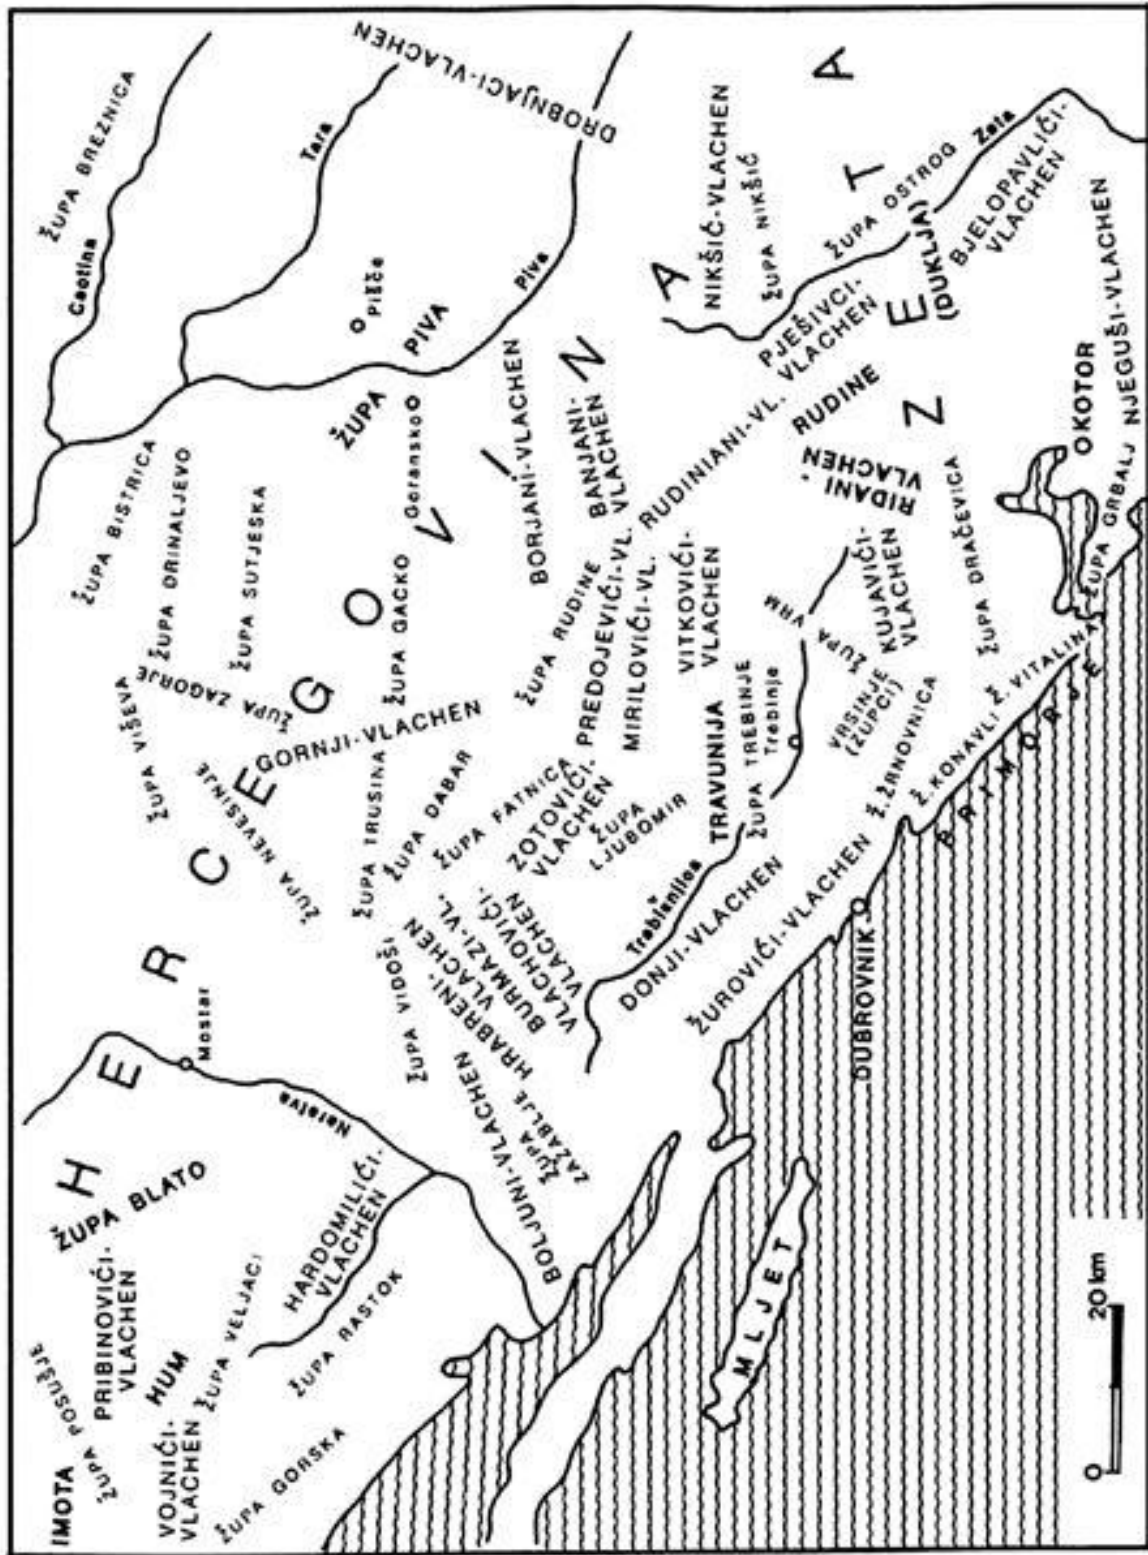 IMOTA
ŽUPA POSUŠJE
PRIBINOVIĆI-
VLACHEN
ŽUPA BLATO
VOJNIĆI-
VLACHEN
HUM
ŽUPA VELJACI
ŽUPA GORSKA
ŽUPA RASTOK
HARDOMILIĆI-
VLACHEN
HERCEGOVINA
Mostar
Neretva
ŽUPA VIŠEVA
ŽUPA ZAGORJE
ŽUPA NEVESINJE
ŽUPA
GORNJI-VLACHEN
ŽUPA BISTRICA
ŽUPA DRINALJEVO
ŽUPA SUTJESKA
ŽUPA GACKO
Goransko
ŽUPA
PIVA
Pišče
Piva
Tara
Ceotina
ŽUPA BREZNICA
DROBNJACI-VLACHEN
ŽUPA VIDOŠI
ŽUPA TRUSINA
ŽUPA DABAR
ŽUPA FATNICA
BOLJUNI-VLACHEN
ŽUPA
ZAŽABLJE
HRABRENI-
VLACHEN
BURMAZI-VL.
VLACHOVIĆI-
VLACHEN
ZOTOVIĆI-
VLACHEN
ŽUPA
LJUBOMIR
ŽUPA RUDINE
PREDOJEVIĆI-VL.
MIRILOVIĆI-VL.
BORJANI-VLACHEN
BANJANI-
VLACHEN
RUDINIANI-VL.
RUDINE
VITKOVIĆI-
VLACHEN
NIKŠIĆ-VLACHEN
ŽUPA NIKŠIĆ
PJEŠIVCI-
VLACHEN
ŽUPA OSTROG
Zeta
ZETA
(DUKLJA)
BJELOPAVLIĆI-
VLACHEN
RIDANI-
VLACHEN
TRAVUNIJA
ŽUPA TREBINJE
Trebinje
ŽUPA VRM
Trebisnica
DONJI-VLACHEN
ŽUROVIĆI-VLACHEN
VRSINJE
(ZUPCI)
KUJAVIĆI-
VLACHEN
ŽUPA DRAČEVICA
Ž. ŽRNOVNICA
Ž. KONAVLI
Ž. VITALINA
PRIMORJE
DUBROVNIK
KOTOR
ŽUPA GRBALJ
NJEGUŠI-VLACHEN
MLJET
0
20 km